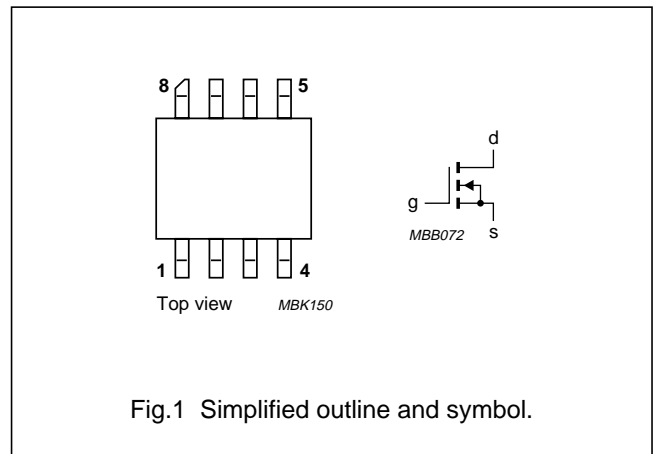 8 5
d
g
MBB072 s
1 4
Top view MBK150
Fig.1 Simplified outline and symbol.